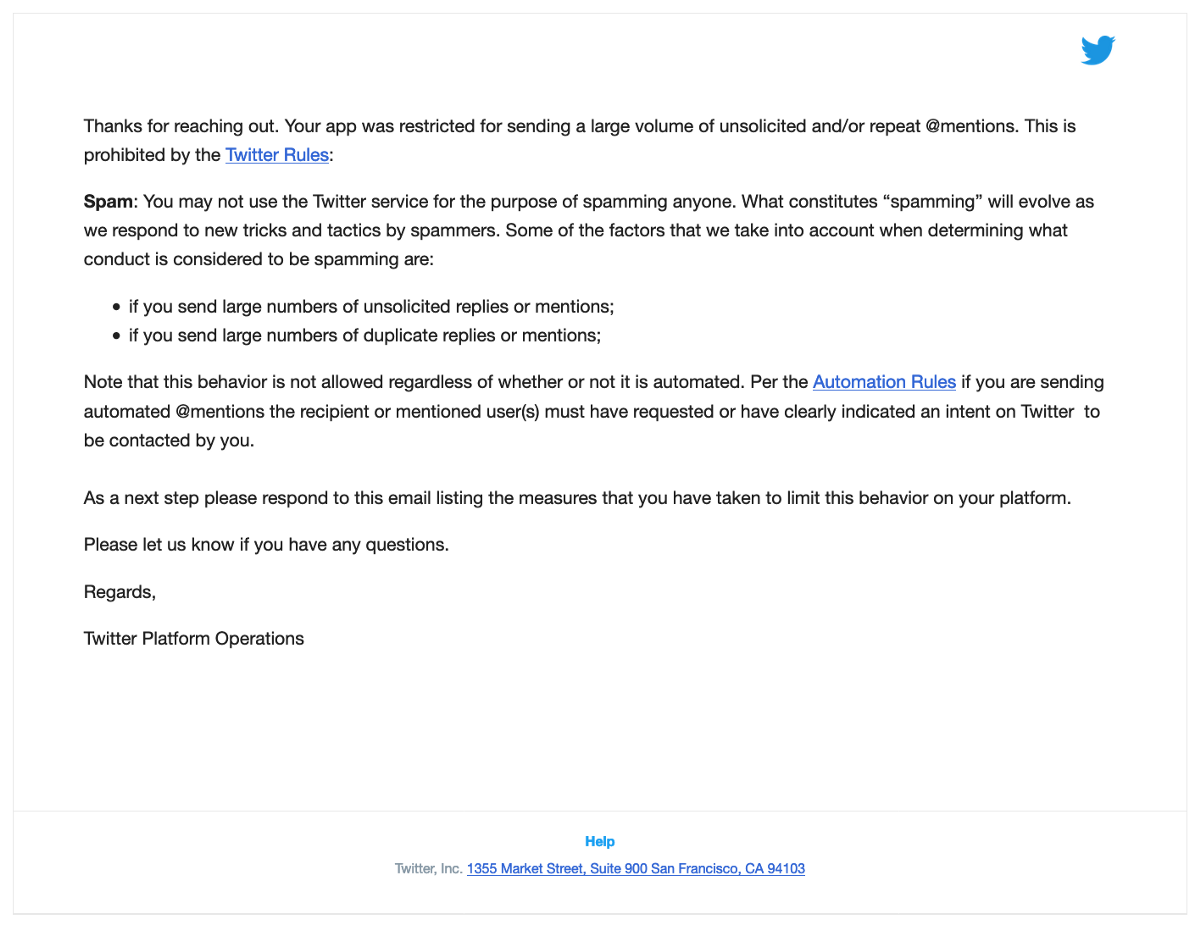 Thanks for reaching out. Your app was restricted for sending a large volume of unsolicited and/or repeat @mentions. This is
prohibited by the Twitter Rules:
Spam: You may not use the Twitter service for the purpose of spamming anyone. What constitutes “spamming” will evolve as
we respond to new tricks and tactics by spammers. Some of the factors that we take into account when determining what
conduct is considered to be spamming are:
• if you send large numbers of unsolicited replies or mentions;
• if you send large numbers of duplicate replies or mentions;
Note that this behavior is not allowed regardless of whether or not it is automated. Per the Automation Rules if you are sending
automated @mentions the recipient or mentioned user(s) must have requested or have clearly indicated an intent on Twitter  to
be contacted by you.
As a next step please respond to this email listing the measures that you have taken to limit this behavior on your platform.
Please let us know if you have any questions.
Regards,
Twitter Platform Operations
Help
Twitter, Inc. 1355 Market Street, Suite 900 San Francisco, CA 94103